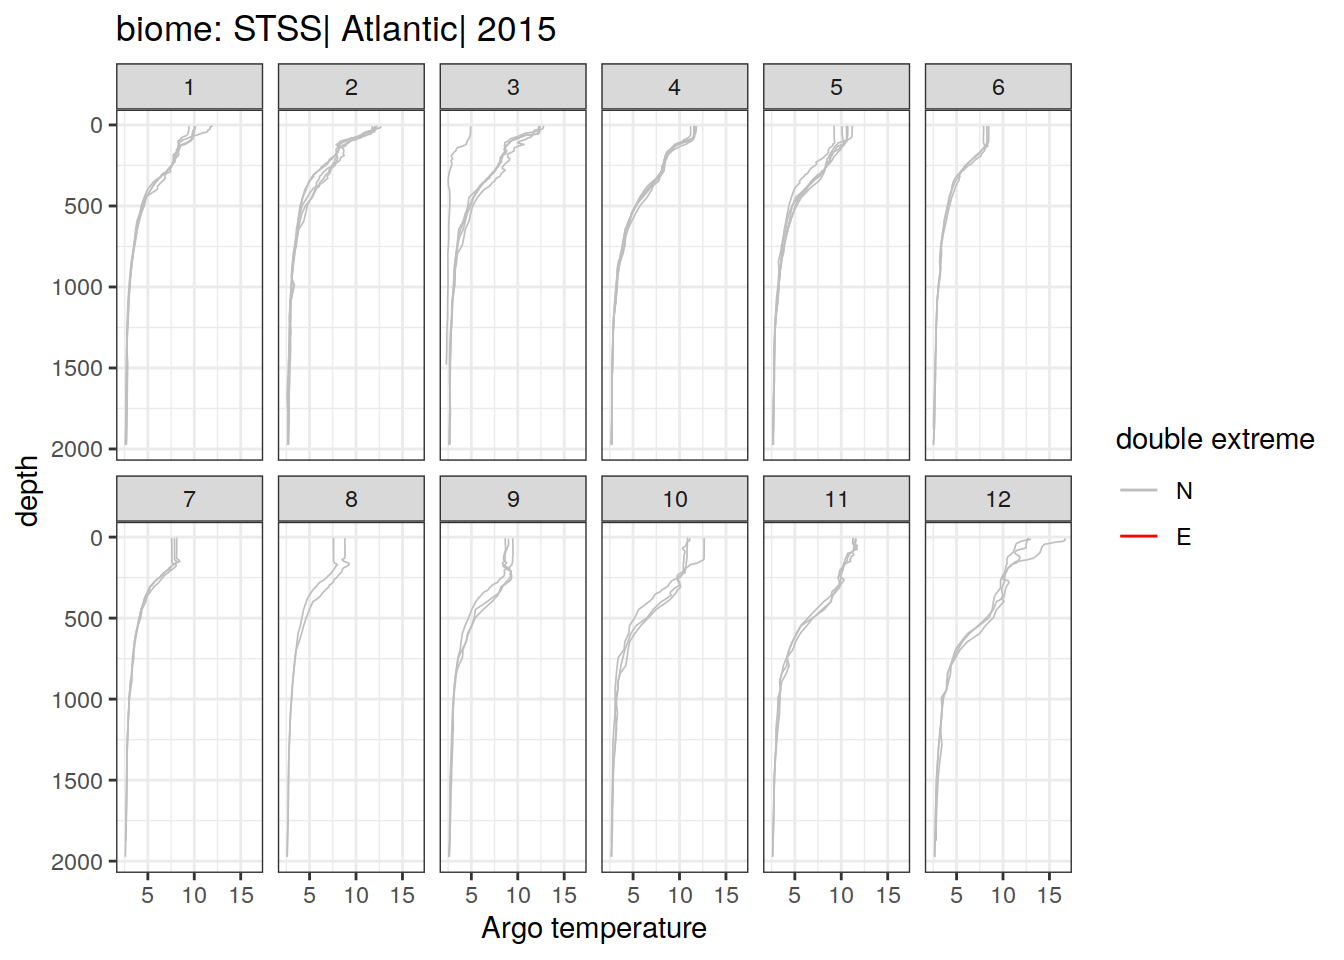 biome: STSS| Atlantic| 2015
1 2 3 4 5 6
0
500
1000
1500
2000
7 8 9 10 11 12
0
500
1000
1500
2000
5 10 15 5 10 15 5 10 15 5 10 15 5 10 15 5 10 15
Argo temperature
depth
double extreme
N
E